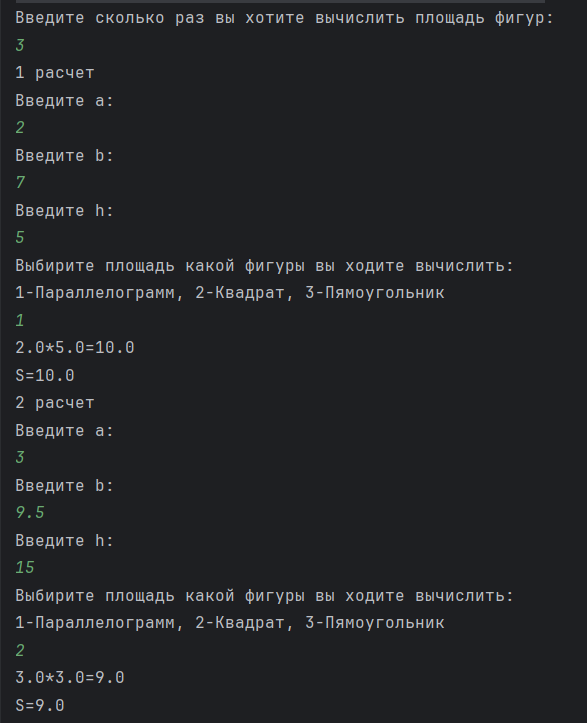 Введите сколько раз вы хотите вычислить площадь фигур:
3
1 расчет
Введите a:
2
Введите b:
7
Введите h:
5
Выбирите площадь какой фигуры вы ходите вычислить:
1-Параллелограмм, 2-Квадрат, 3-Пямоугольник
1
2.0*5.0=10.0
S=10.0
2 расчет
Введите a:
3
Введите b:
9.5
Введите h:
15
Выбирите площадь какой фигуры вы ходите вычислить:
1-Параллелограмм, 2-Квадрат, 3-Пямоугольник
2
3.0*3.0=9.0
S=9.0